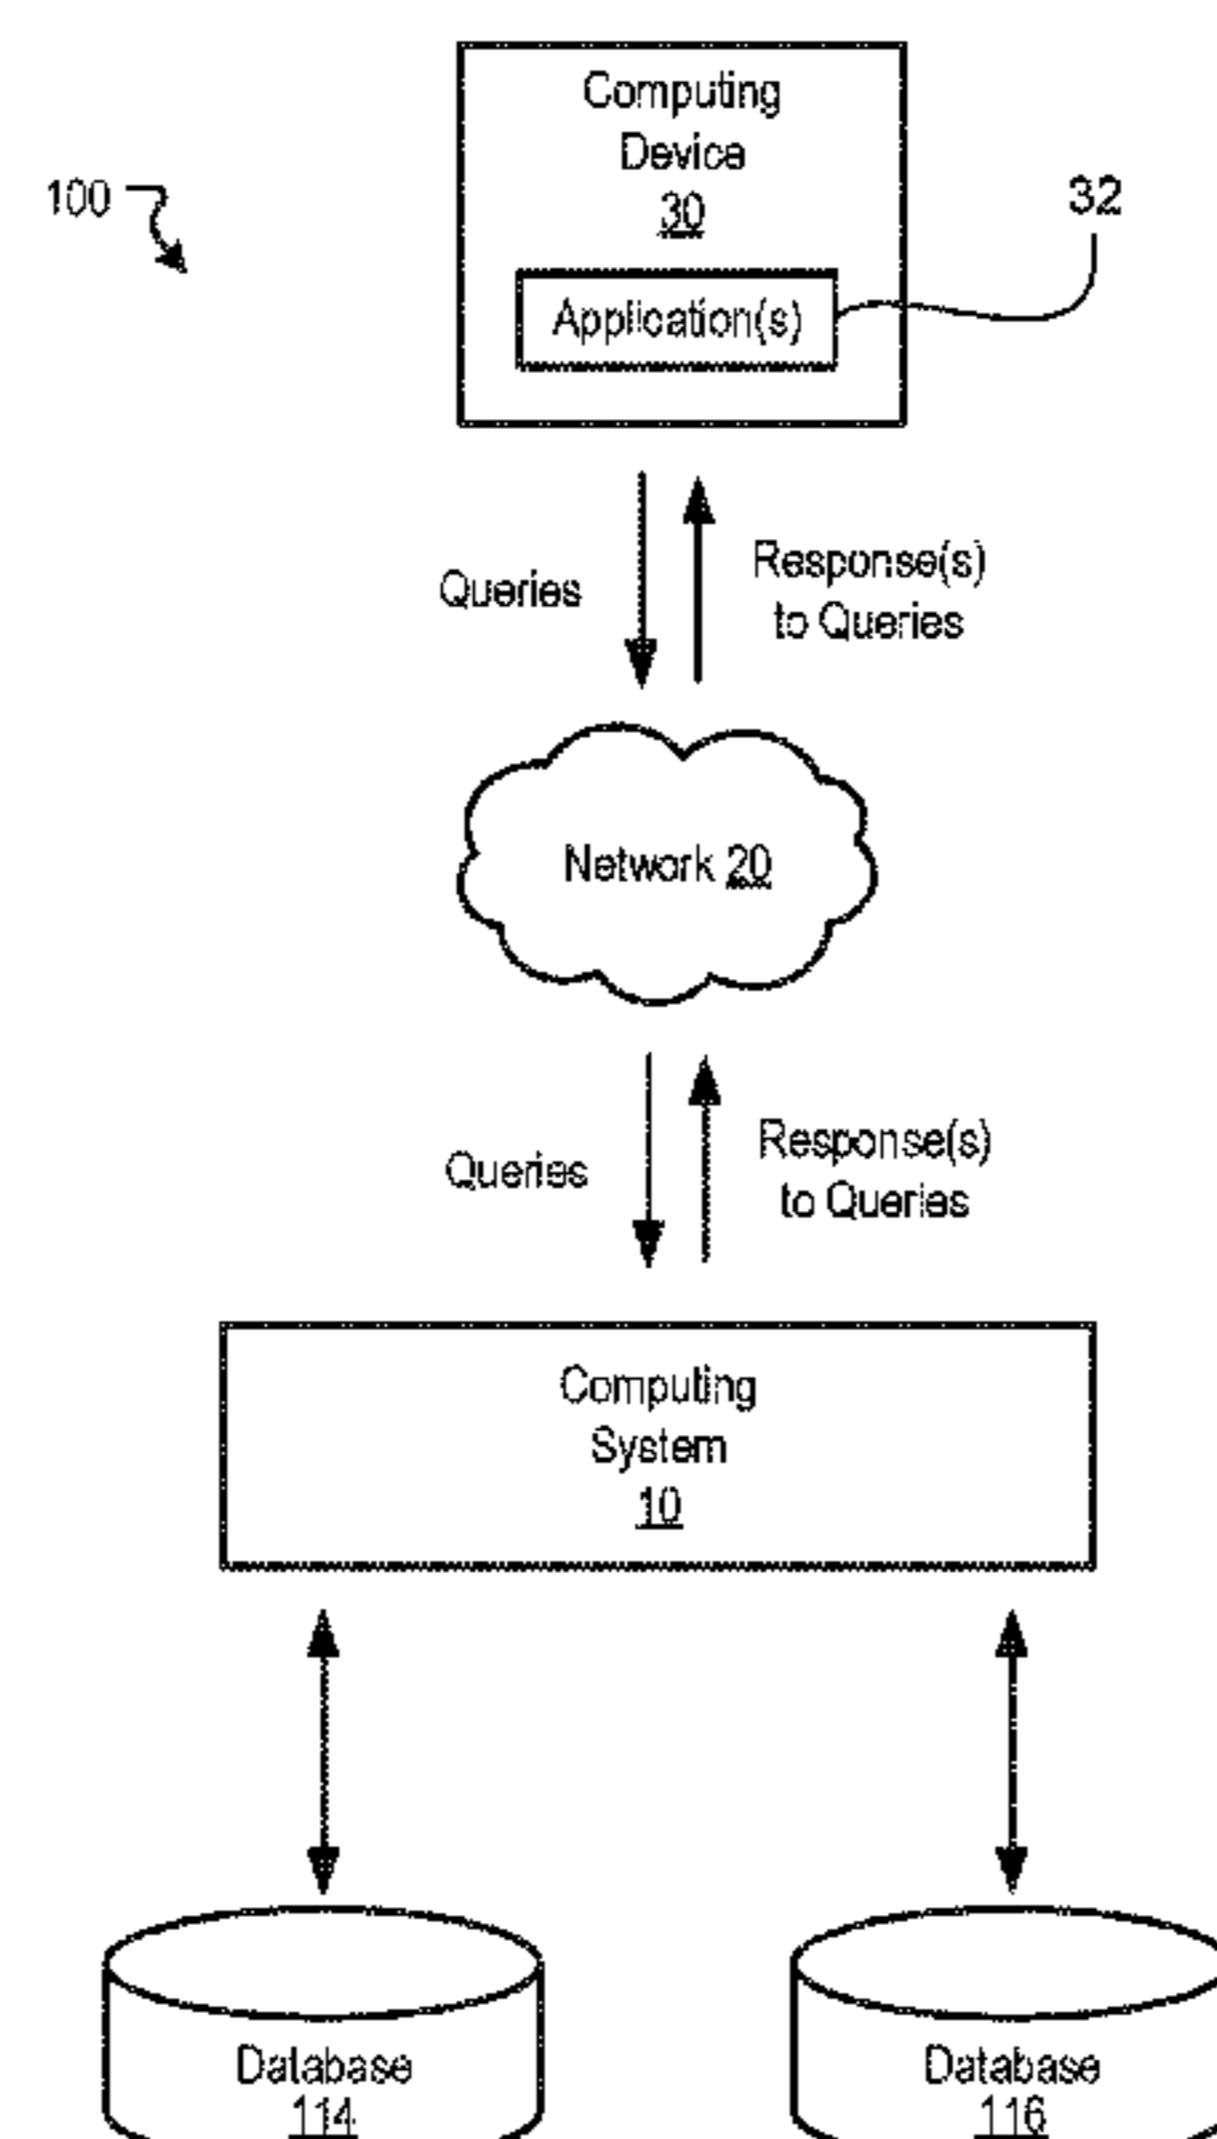 Computing
Device
30
100
32
Application(s)
Queries
Response(s)
to Queries
Network 20
Queries
Response(s)
to Queries
Computing
System
10
Database
114
Database
116